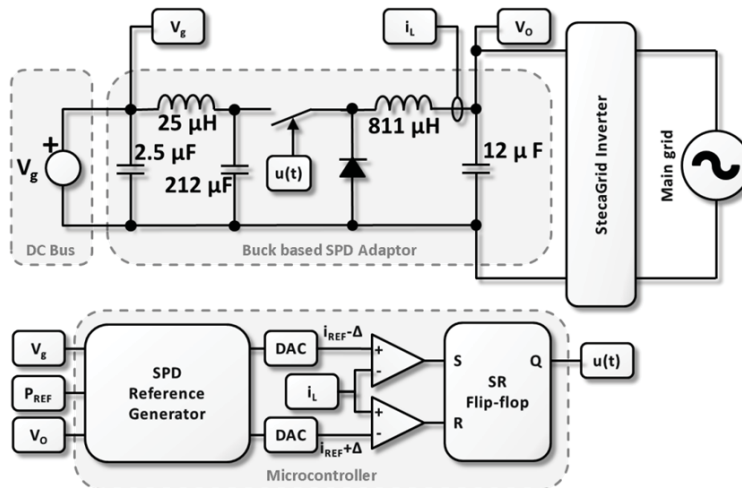 Vg
iL
VO
25 µH
811 µH
Vg
+
2.5 µF
212 µF
u(t)
12 µ F
StecaGrid Inverter
Main grid
DC Bus
Buck based SPD Adaptor
Vg
PREF
VO
SPD
Reference
Generator
DAC
iREF-Δ
iL
DAC
iREF+Δ
+
-
+
-
S
R
Q
SR
Flip-flop
u(t)
Microcontroller